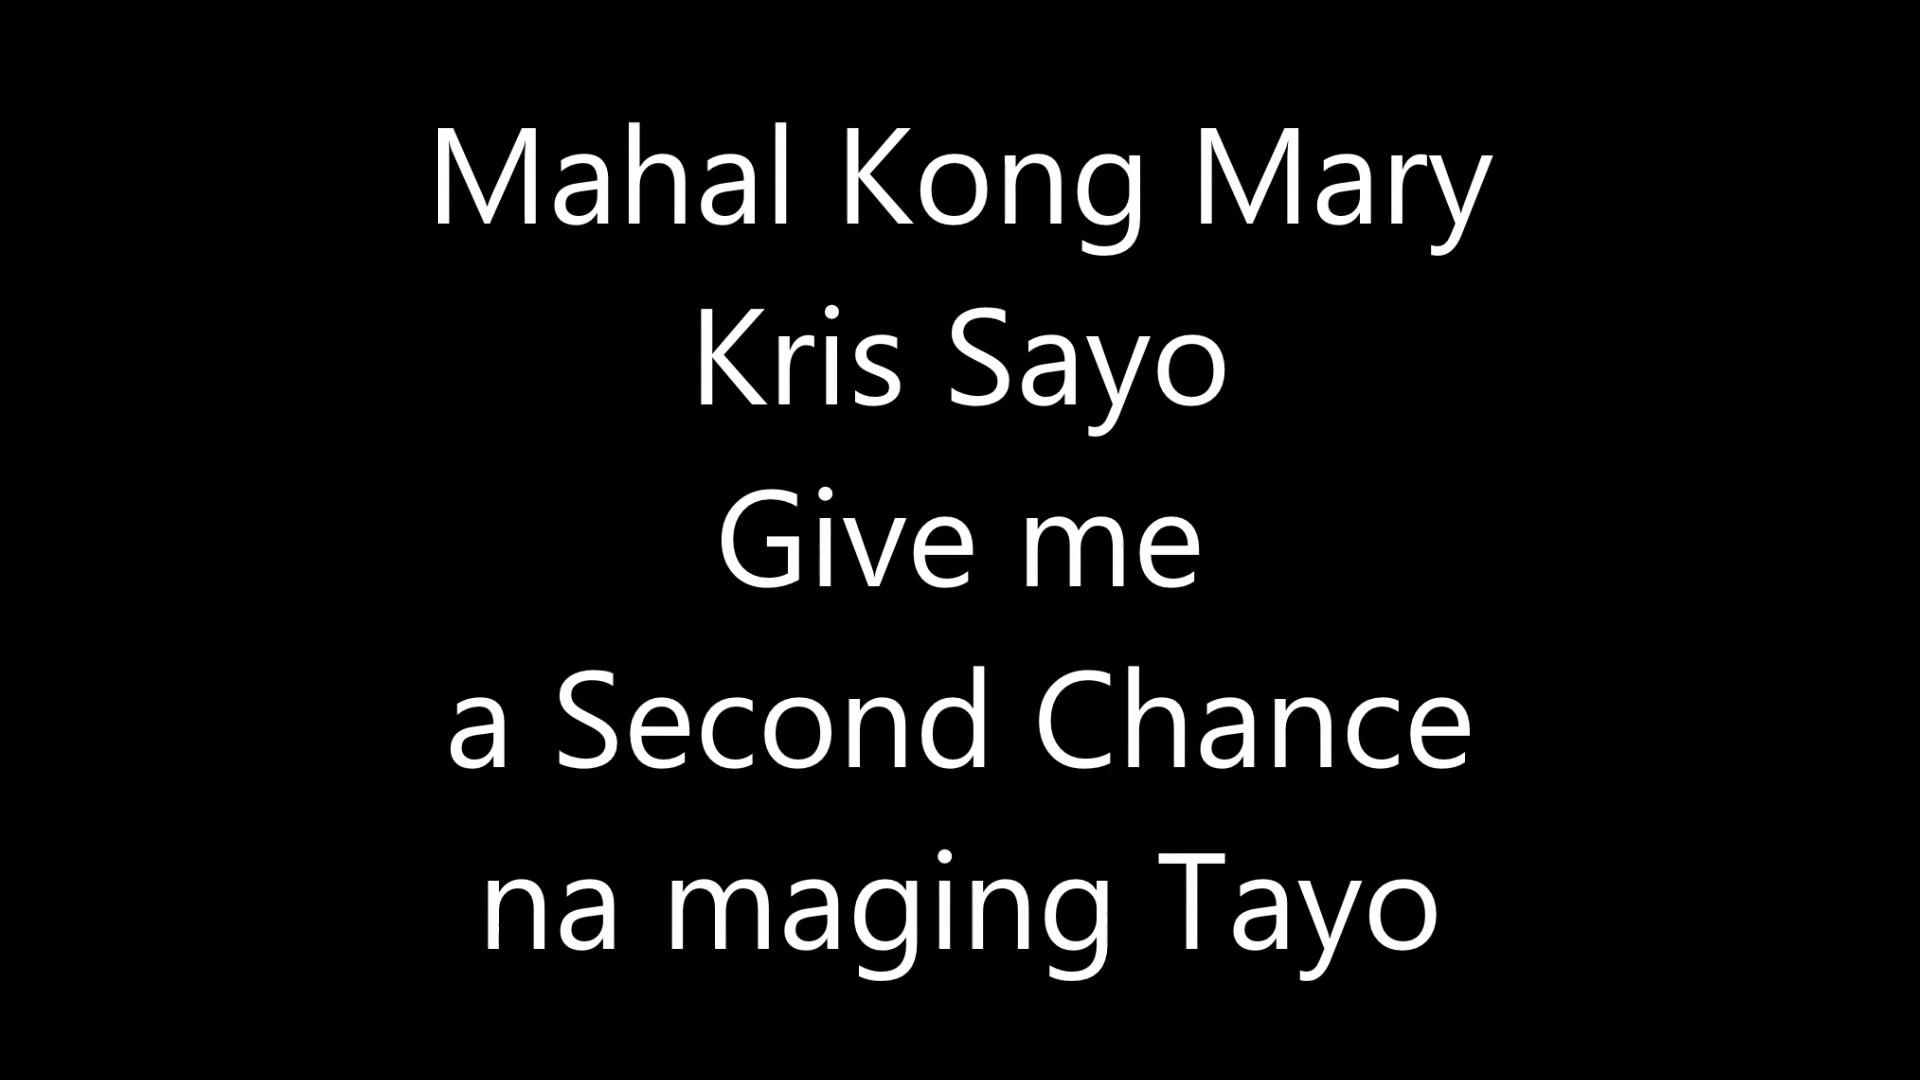 Mahal Kong Mary
Kris Sayo
Give me
a Second Chance
na maging Tayo